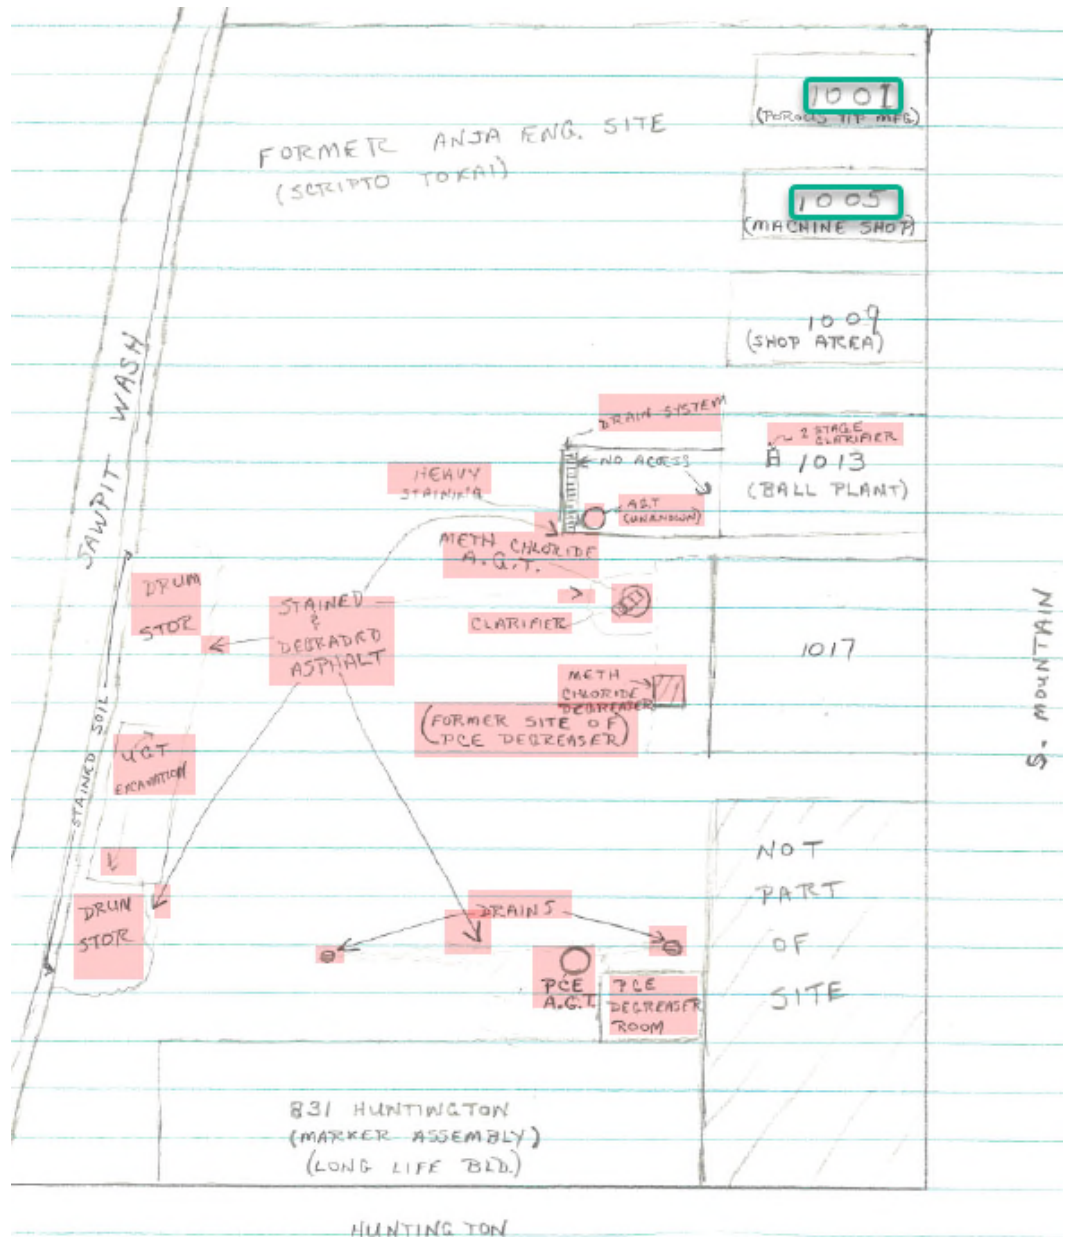 1001
(POROUS TIP MFG)
FORMER ANJA ENG. SITE
(SCRIPTO TOKAI)
1005
(MACHINE SHOP)
1009
(SHOP AREA)
SAWPIT WASH
DRAIN SYSTEM
2 STAGE
CLARIFIER
NO ACCESS
1013
(BALL PLANT)
HEAVY
STAINING
A.G.T
(UNKNOWN)
METH CHLORIDE
A.G.T.
DRUM
STOR
STAINED
&
DEGRADED
ASPHALT
CLARIFIER
1017
S. MOUNTAIN
METH
CHLORIDE
DEGREASER
(FORMER SITE OF
PCE DEGREASER)
STAINED SOIL
UGT
EXCAVATION
NOT
PART
OF
SITE
DRUM
STOR
DRAINS
PCE
A.G.T.
PCE
DEGREASER
ROOM
831 HUNTINGTON
(MARKER ASSEMBLY)
(LONG LIFE BLD.)
HUNTINGTON